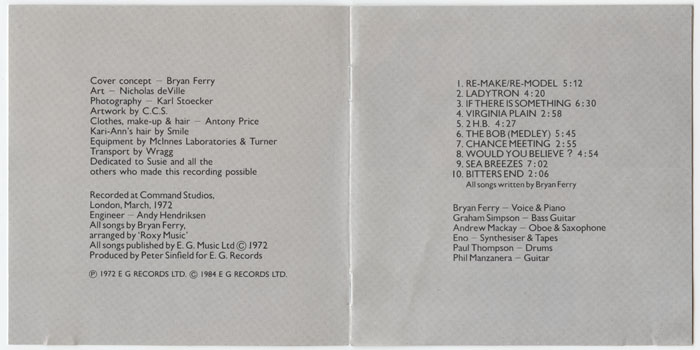 Cover concept — Bryan Ferry
Art — Nicholas deVille
Photography — Karl Stoecker
Artwork by C.C.S.
Clothes, make-up & hair — Antony Price
Kari-Ann's hair by Smile
Equipment by McInnes Laboratories & Turner
Transport by Wragg
Dedicated to Susie and all the
others who made this recording possible
Recorded at Command Studios,
London, March, 1972
Engineer — Andy Hendriksen
All songs by Bryan Ferry,
arranged by 'Roxy Music'
All songs published by E. G. Music Ltd © 1972
Produced by Peter Sinfield for E. G. Records
℗ 1972 E G RECORDS LTD. © 1984 E G RECORDS LTD.
1. RE-MAKE/RE-MODEL 5:12
2. LADYTRON 4:20
3. IF THERE IS SOMETHING 6:30
4. VIRGINIA PLAIN 2:58
5. 2 H.B. 4:27
6. THE BOB (MEDLEY) 5:45
7. CHANCE MEETING 2:55
8. WOULD YOU BELIEVE ? 4:54
9. SEA BREEZES 7:02
10. BITTERS END 2:06
All songs written by Bryan Ferry
Bryan Ferry — Voice & Piano
Graham Simpson — Bass Guitar
Andrew Mackay — Oboe & Saxophone
Eno — Synthesiser & Tapes
Paul Thompson — Drums
Phil Manzanera — Guitar